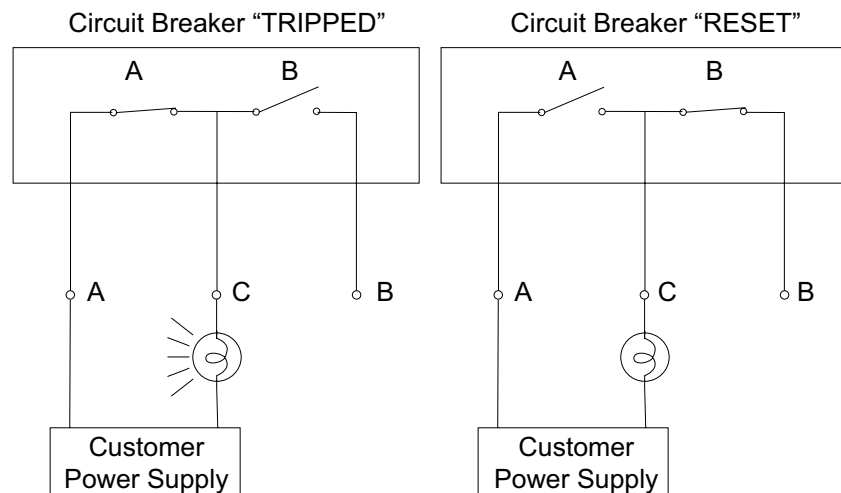 Circuit Breaker “TRIPPED”
A
B
A
C
B
Customer
Power Supply
Circuit Breaker “RESET”
A
B
A
C
B
Customer
Power Supply